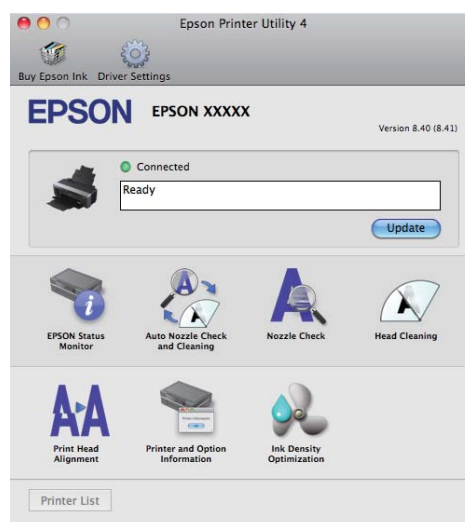 Epson Printer Utility 4
Buy Epson Ink Driver Settings
EPSON EPSON XXXXX
Version 8.40 (8.41)
Connected
Ready
Update
EPSON Status
Monitor
Auto Nozzle Check
and Cleaning
Nozzle Check
Head Cleaning
Print Head
Alignment
Printer and Option
Information
Ink Density
Optimization
Printer List